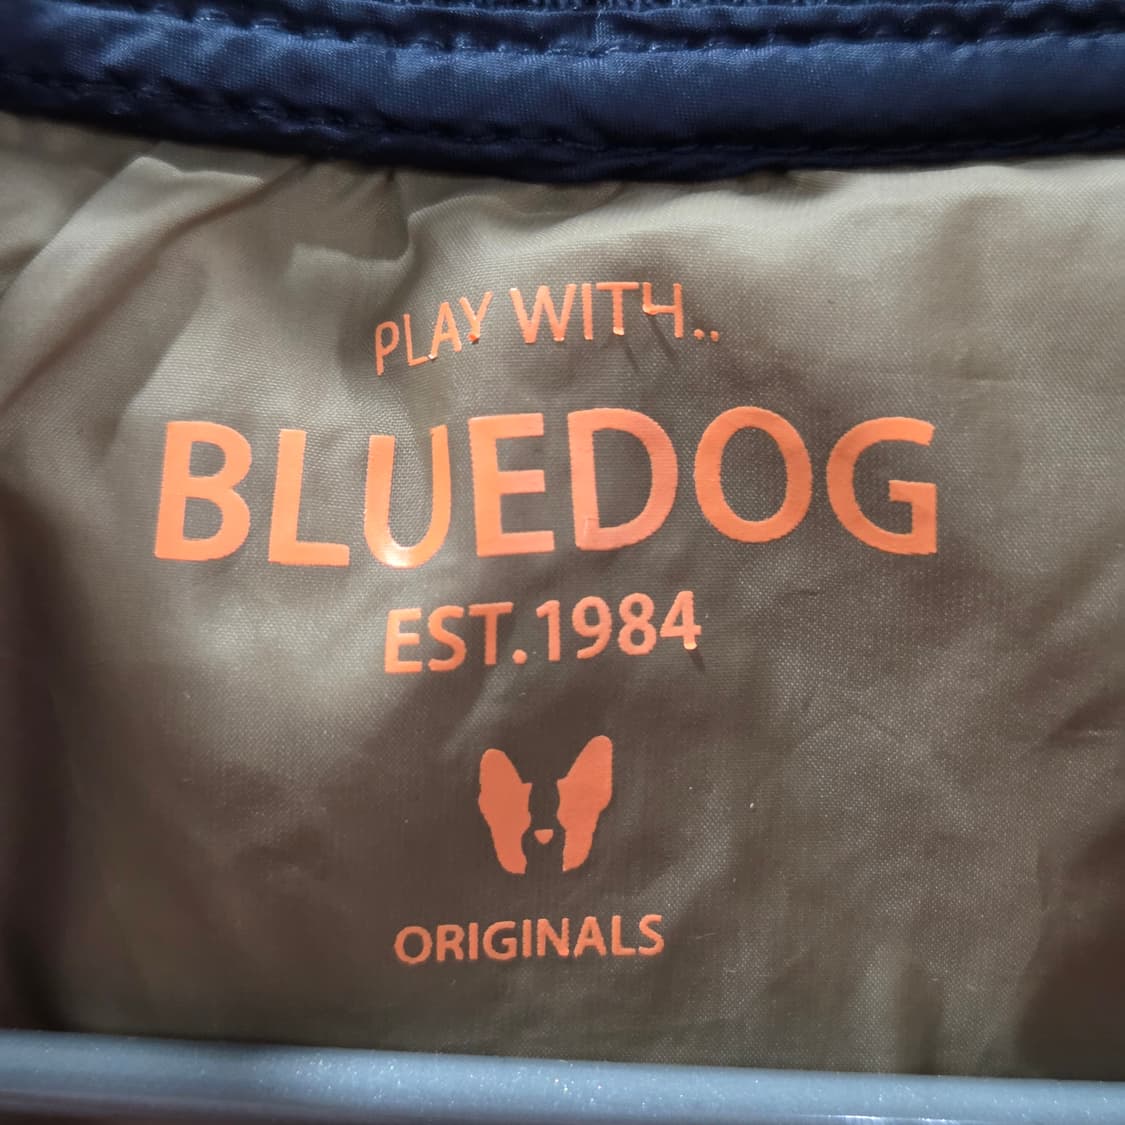 PLAY WITH..
BLUEDOG
EST.1984
ORIGINALS